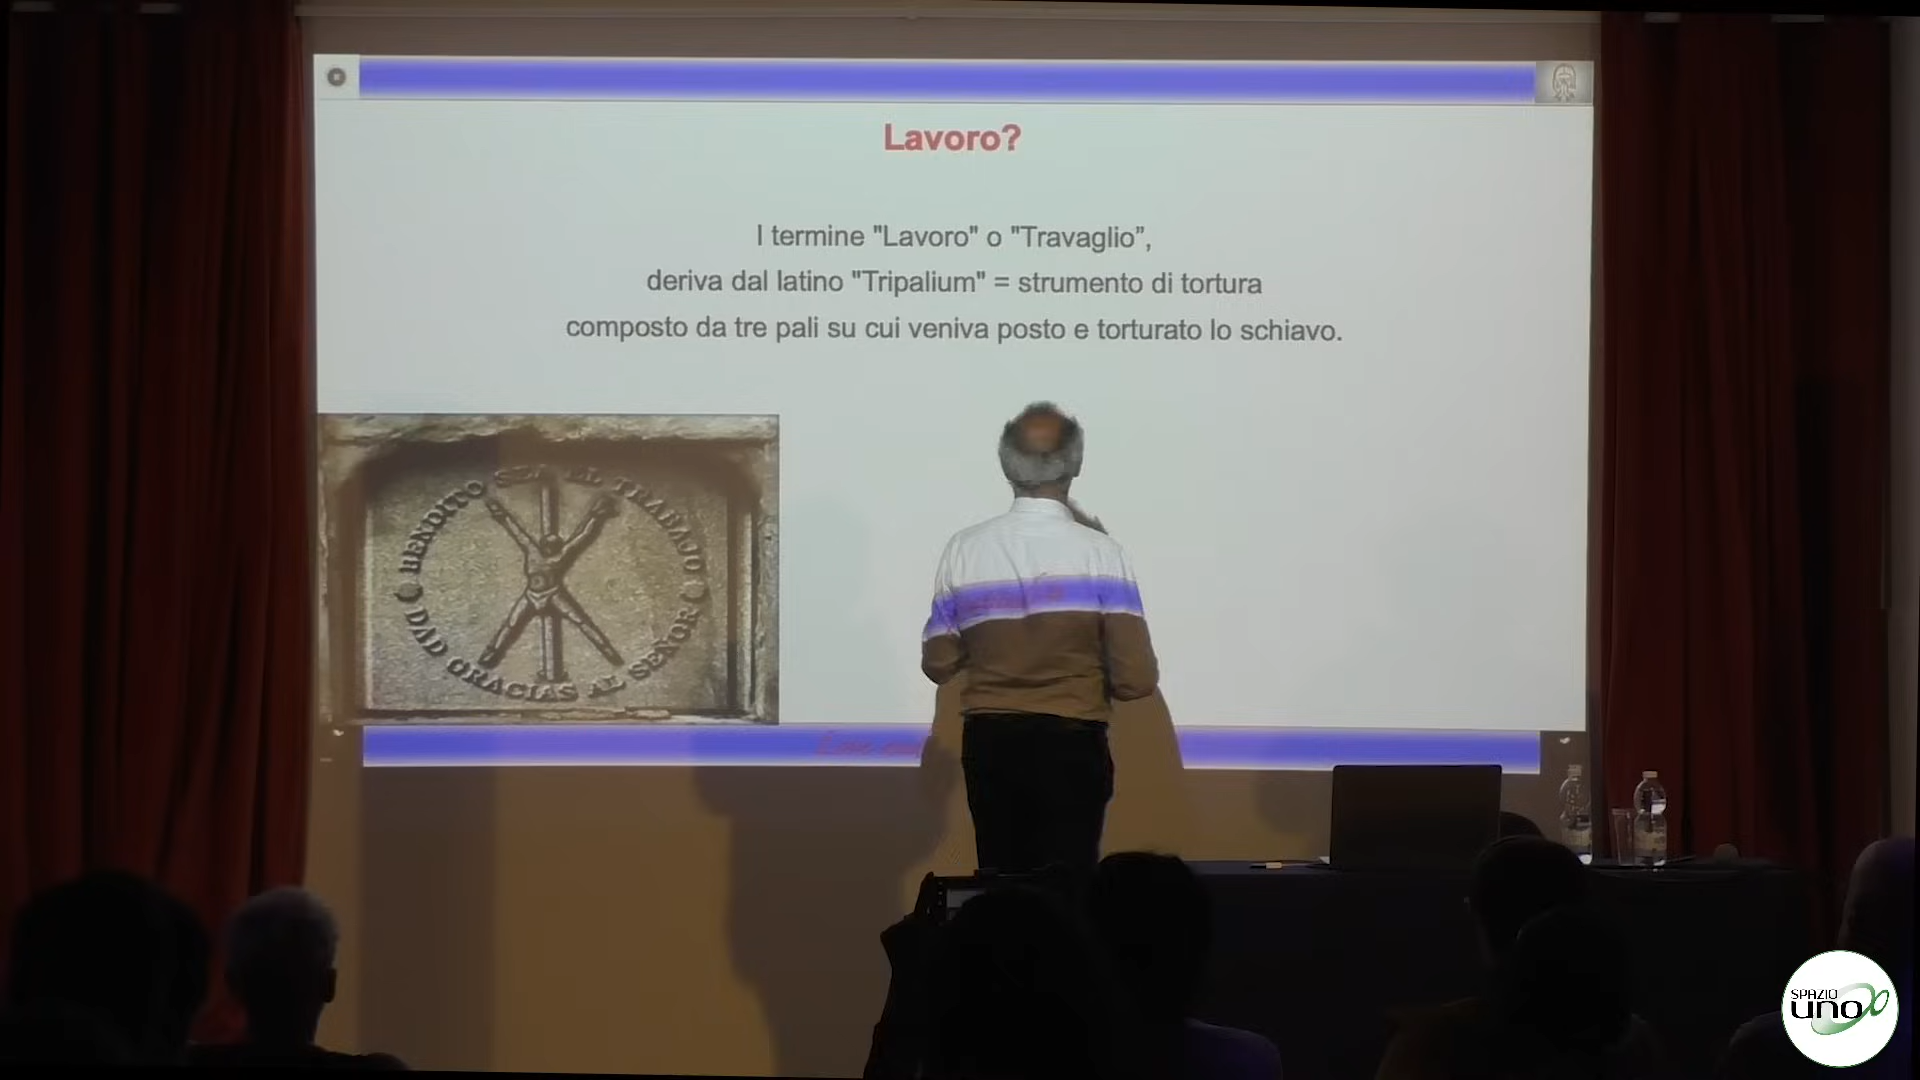 Lavoro?
I termine "Lavoro" o "Travaglio”,
deriva dal latino "Tripalium" = strumento di tortura
composto da tre pali su cui veniva posto e torturato lo schiavo.
BENDITO SEA EL TRABAJO
DAD GRACIAS AL SEÑOR
SPAZIO
uno